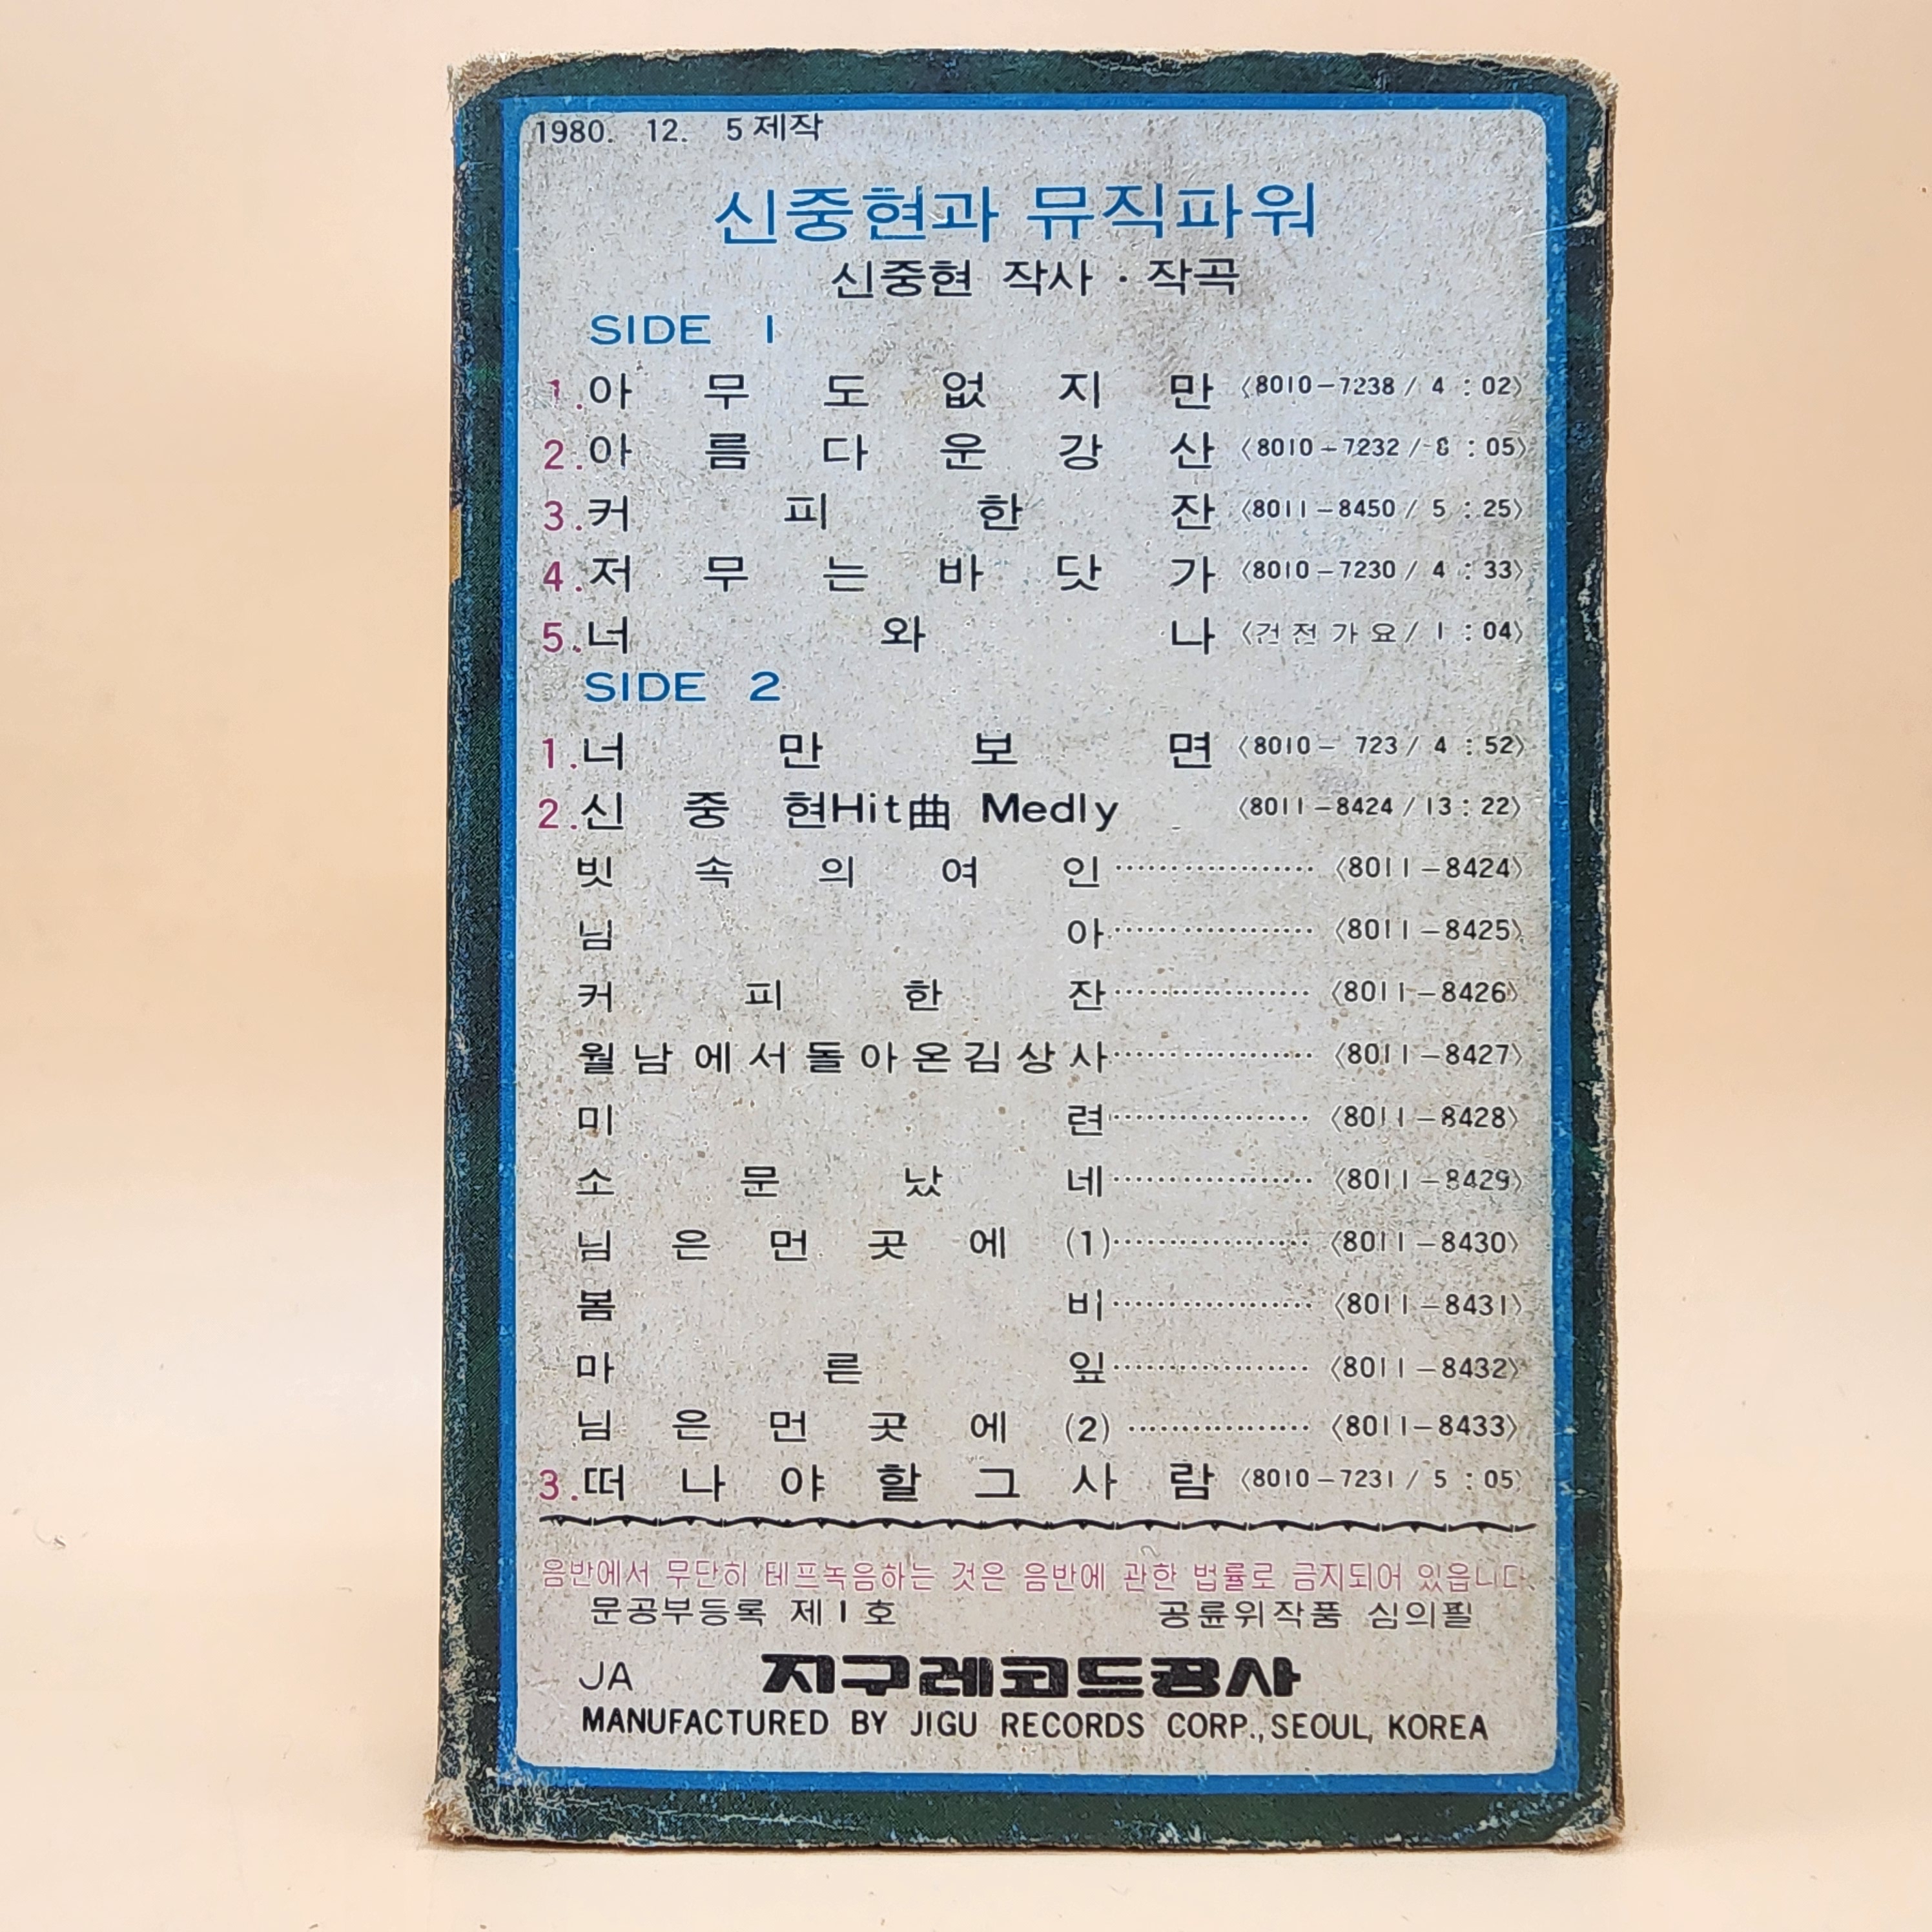 1980. 12. 5 제작
신중현과 뮤직파워
신중현 작사 · 작곡
SIDE 1
1. 아무도없지만 〈8010-7238 / 4 : 02〉
2. 아름다운강산 〈8010-7232 / 8 : 05〉
3. 커피한잔 〈8011-8450 / 5 : 25〉
4. 저무는바닷가 〈8010-7230 / 4 : 33〉
5. 너와나 〈건전가요 / 1 : 04〉
SIDE 2
1. 너만보면 〈8010- 723 / 4 : 52〉
2. 신중현Hit曲 Medly 〈8011-8424 / 13 : 22〉
빗속의여인 ·················· 〈8011-8424〉
님아 ·················· 〈8011-8425〉
커피한잔 ·················· 〈8011-8426〉
월남에서돌아온김상사 ·················· 〈8011-8427〉
미련 ·················· 〈8011-8428〉
소문났네 ·················· 〈8011-8429〉
님은먼곳에 (1) ·················· 〈8011-8430〉
봄비 ·················· 〈8011-8431〉
마른잎 ·················· 〈8011-8432〉
님은먼곳에 (2) ·················· 〈8011-8433〉
3. 떠나야할그사람 〈8010-7231 / 5 : 05〉
음반에서 무단히 테프녹음하는 것은 음반에 관한 법률로 금지되어 있읍니다.
문공부등록 제1호 공륜위작품 심의필
JA 지구레코드공사
MANUFACTURED BY JIGU RECORDS CORP., SEOUL, KOREA